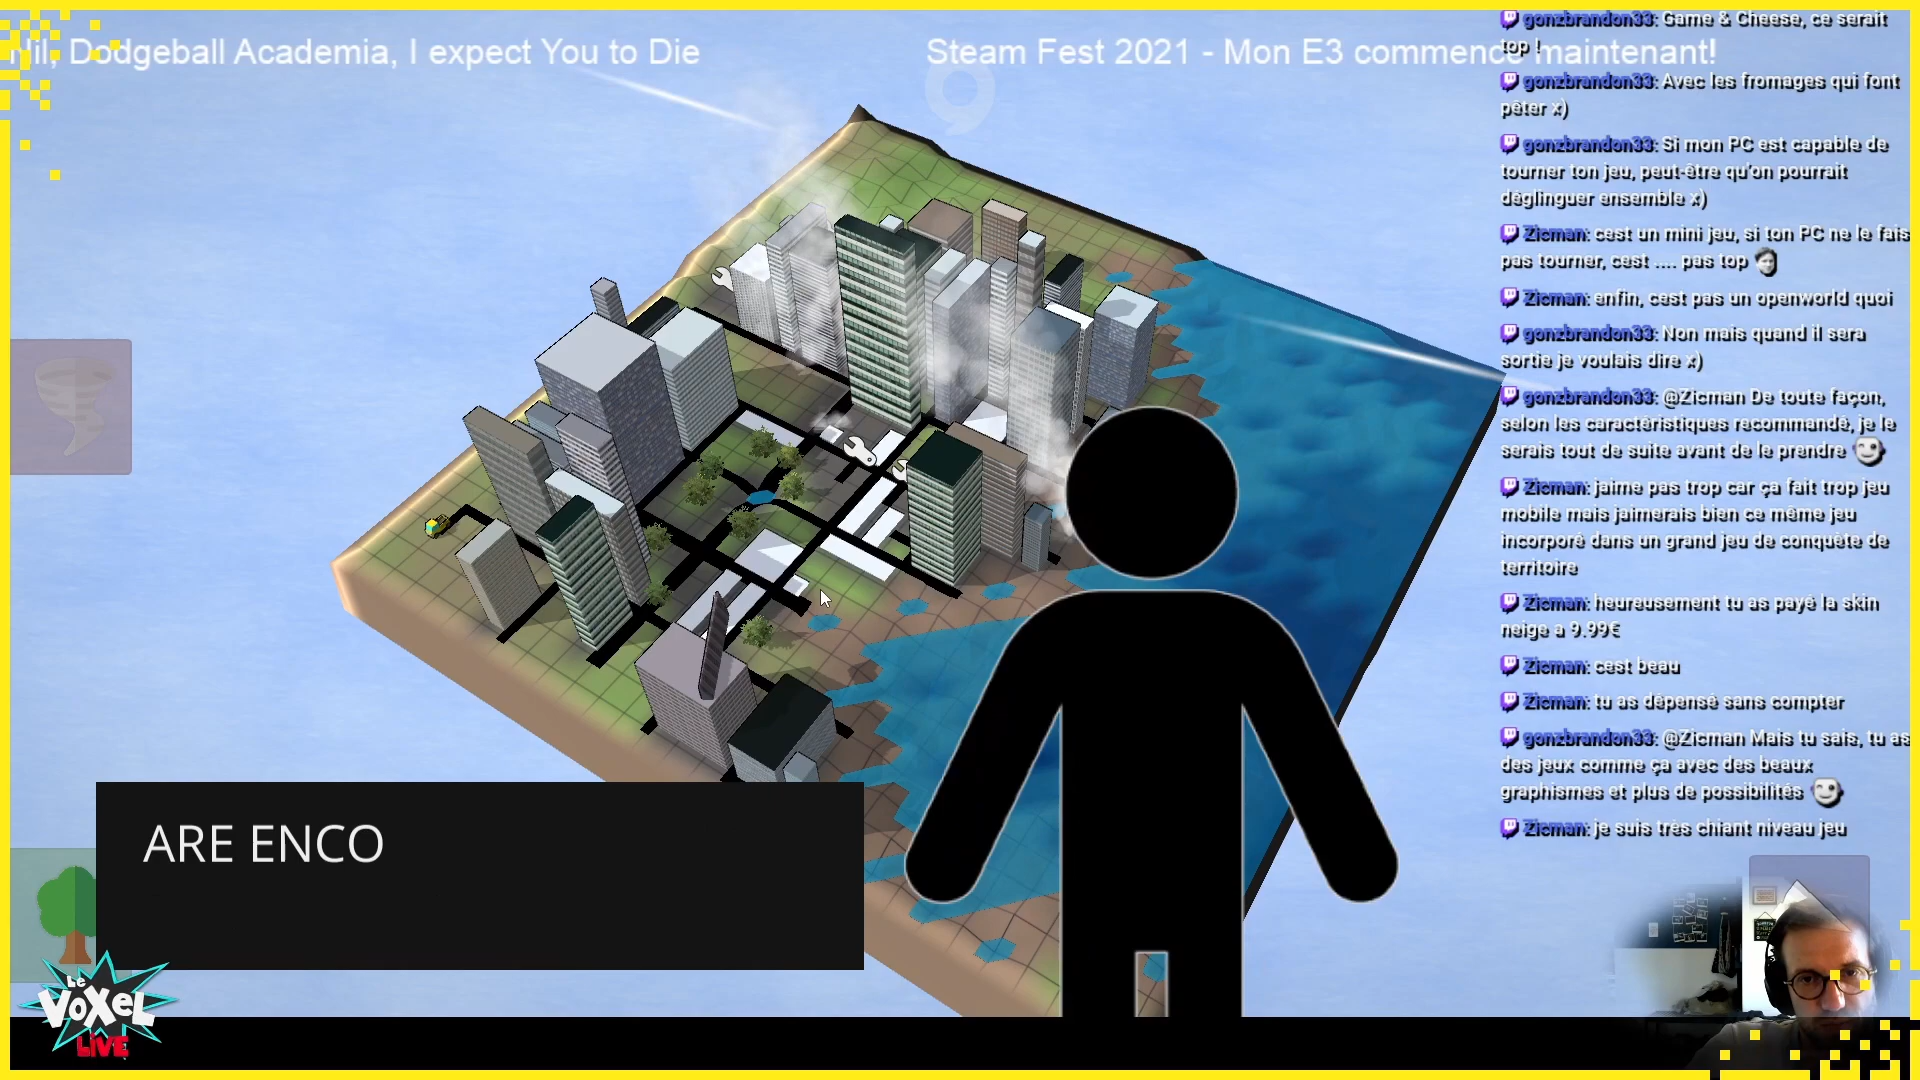 Nil, Dodgeball Academia, I expect You to Die
Steam Fest 2021 - Mon E3 commence maintenant!
gonzbrandon33: Game & Cheese, ce serait
top !
gonzbrandon33: Avec les fromages qui font
pêter x)
gonzbrandon33: Si mon PC est capable de
tourner ton jeu, peut-être qu'on pourrait
déglinguer ensemble x)
Zicman: cest un mini jeu, si ton PC ne le fais
pas tourner, cest .... pas top
Zicman: enfin, cest pas un openworld quoi
gonzbrandon33: Non mais quand il sera
sortie je voulais dire x)
gonzbrandon33: @Zicman De toute façon,
selon les caractéristiques recommandé, je le
serais tout de suite avant de le prendre
Zicman: jaime pas trop car ça fait trop jeu
mobile mais jaimerais bien ce même jeu
incorporé dans un grand jeu de conquète de
territoire
Zicman: heureusement tu as payé la skin
neige a 9.99€
Zicman: cest beau
Zicman: tu as dépensé sans compter
gonzbrandon33: @Zicman Mais tu sais, tu as
des jeux comme ça avec des beaux
graphismes et plus de possibilités
Zicman: je suis très chiant niveau jeu
ARE ENCO
Le
VOXEL
LIVE